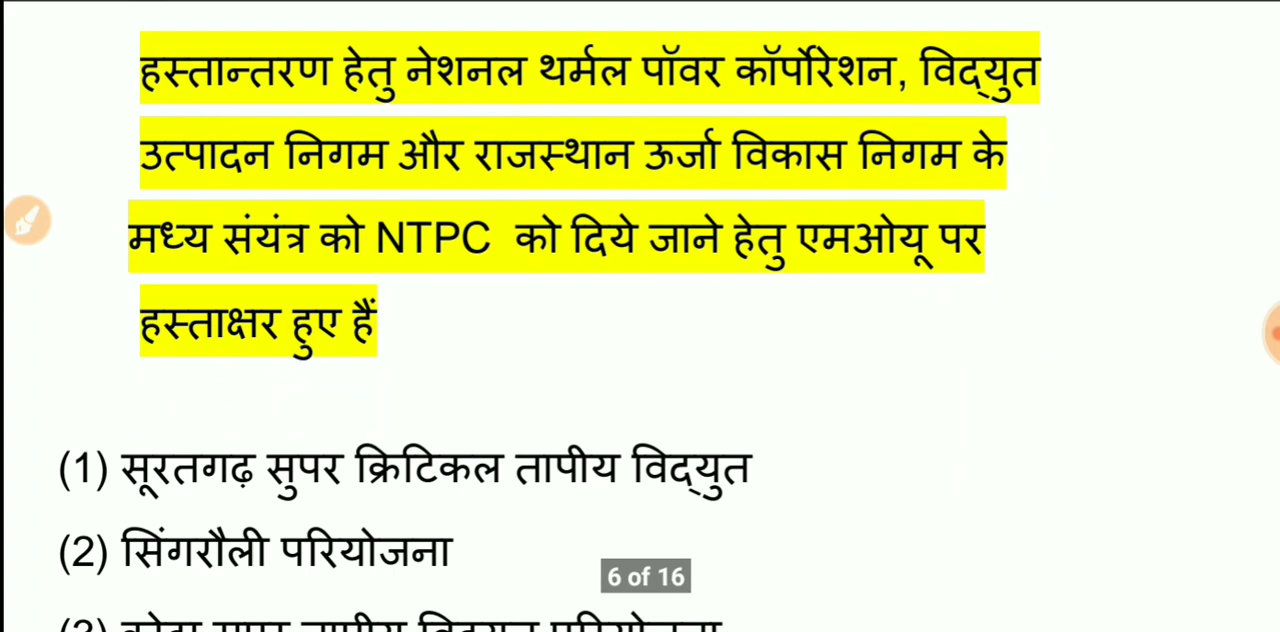 हस्तान्तरण हेतु नेशनल थर्मल पॉवर कॉर्पोरेशन, विद्युत
उत्पादन निगम और राजस्थान ऊर्जा विकास निगम के
मध्य संयंत्र को NTPC को दिये जाने हेतु एमओयू पर
हस्ताक्षर हुए हैं
(1) सूरतगढ़ सुपर क्रिटिकल तापीय विद्युत
(2) सिंगरौली परियोजना
6 of 16